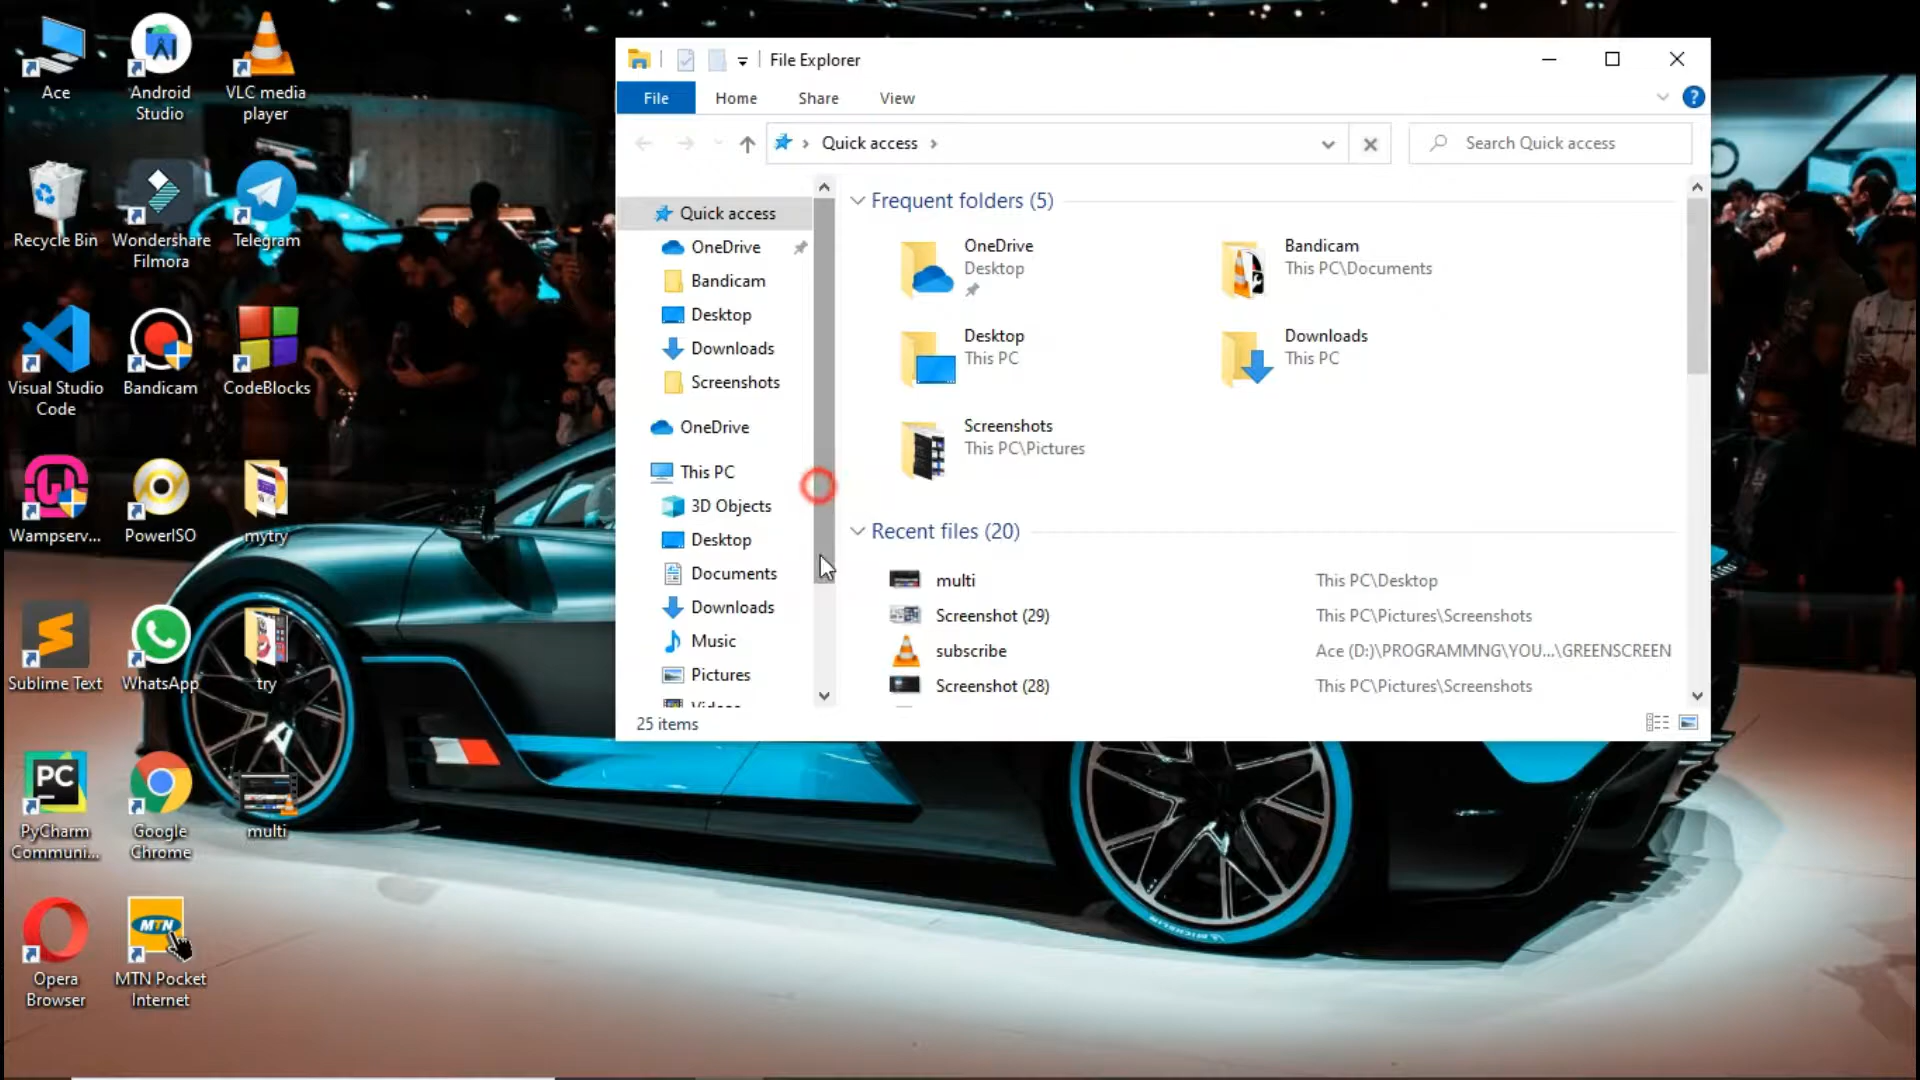 Ace
Android
Studio
VLC media
player
Recycle Bin
Wondershare
Filmora
Telegram
Visual Studio
Code
Bandicam
CodeBlocks
Wampserv...
PowerISO
mytry
Sublime Text
WhatsApp
try
PC
PyCharm
Communi...
Google
Chrome
multi
Opera
Browser
MTN
MTN Pocket
Internet
File Explorer
File
Home
Share
View
?
Quick access
Search Quick access
Quick access
OneDrive
Bandicam
Desktop
Downloads
Screenshots
OneDrive
This PC
3D Objects
Desktop
Documents
Downloads
Music
Pictures
Videos
Frequent folders (5)
OneDrive
Desktop
Bandicam
This PC\Documents
Desktop
This PC
Downloads
This PC
Screenshots
This PC\Pictures
Recent files (20)
multi
This PC\Desktop
Screenshot (29)
This PC\Pictures\Screenshots
subscribe
Ace (D:)\PROGRAMMNG\YOU...\GREENSCREEN
Screenshot (28)
This PC\Pictures\Screenshots
25 items
MICHELIN